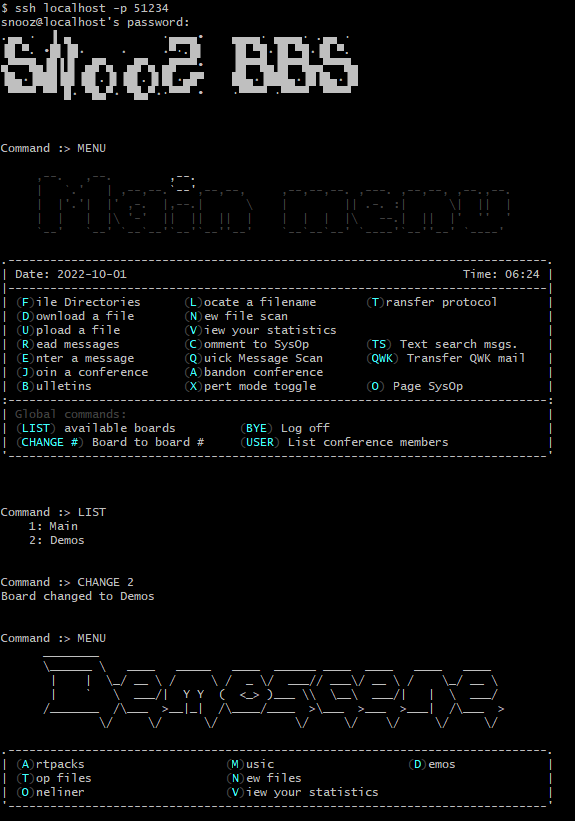 $ ssh localhost -p 51234
snooz@localhost's password:
SNooZ BBS
Command :> MENU
Main menu
Date: 2022-10-01 Time: 06:24
(F)ile Directories (L)ocate a filename (T)ransfer protocol
(D)ownload a file (N)ew file scan
(U)pload a file (V)iew your statistics
(R)ead messages (C)omment to SysOp (TS) Text search msgs.
(E)nter a message (Q)uick Message Scan (QWK) Transfer QWK mail
(J)oin a conference (A)bandon conference
(B)ulletins (X)pert mode toggle (O) Page SysOp
Global commands:
(LIST) available boards (BYE) Log off
(CHANGE #) Board to board # (USER) List conference members
Command :> LIST
1: Main
2: Demos
Command :> CHANGE 2
Board changed to Demos
Command :> MENU
Demoscene
(A)rtpacks (M)usic (D)emos
(T)op files (N)ew files
(O)neliner (V)iew your statistics